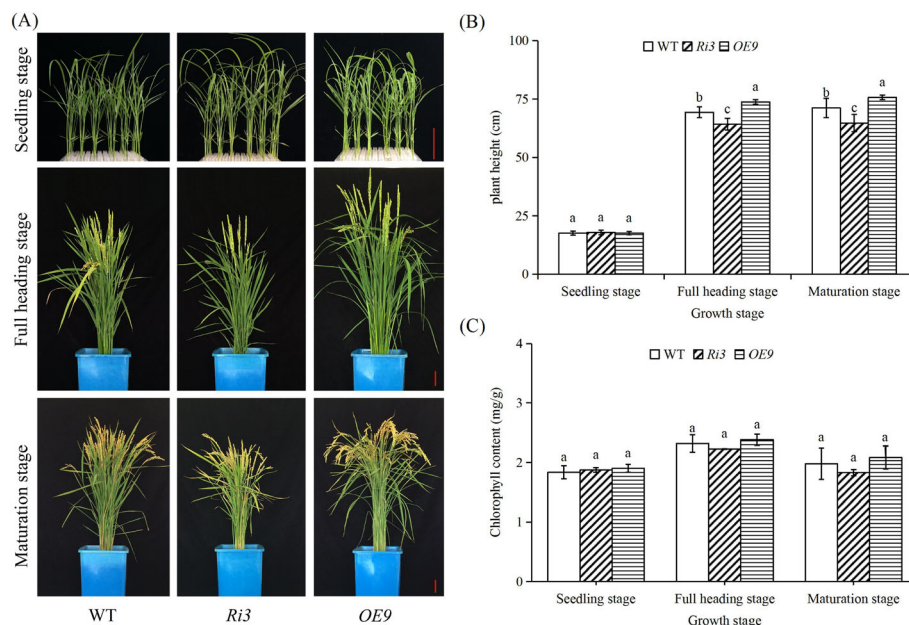 (A)
Seedling stage
Full heading stage
Maturation stage
WT
Ri3
OE9
(B)
100
75
50
25
0
plant height (cm)
WT Ri3 OE9
a a a
b c a
b c a
Seedling stage Full heading stage Maturation stage
Growth stage
(C)
4
3
2
1
0
Chlorophyll content (mg/g)
WT Ri3 OE9
a a a
a a a
a a a
Seedling stage Full heading stage Maturation stage
Growth stage